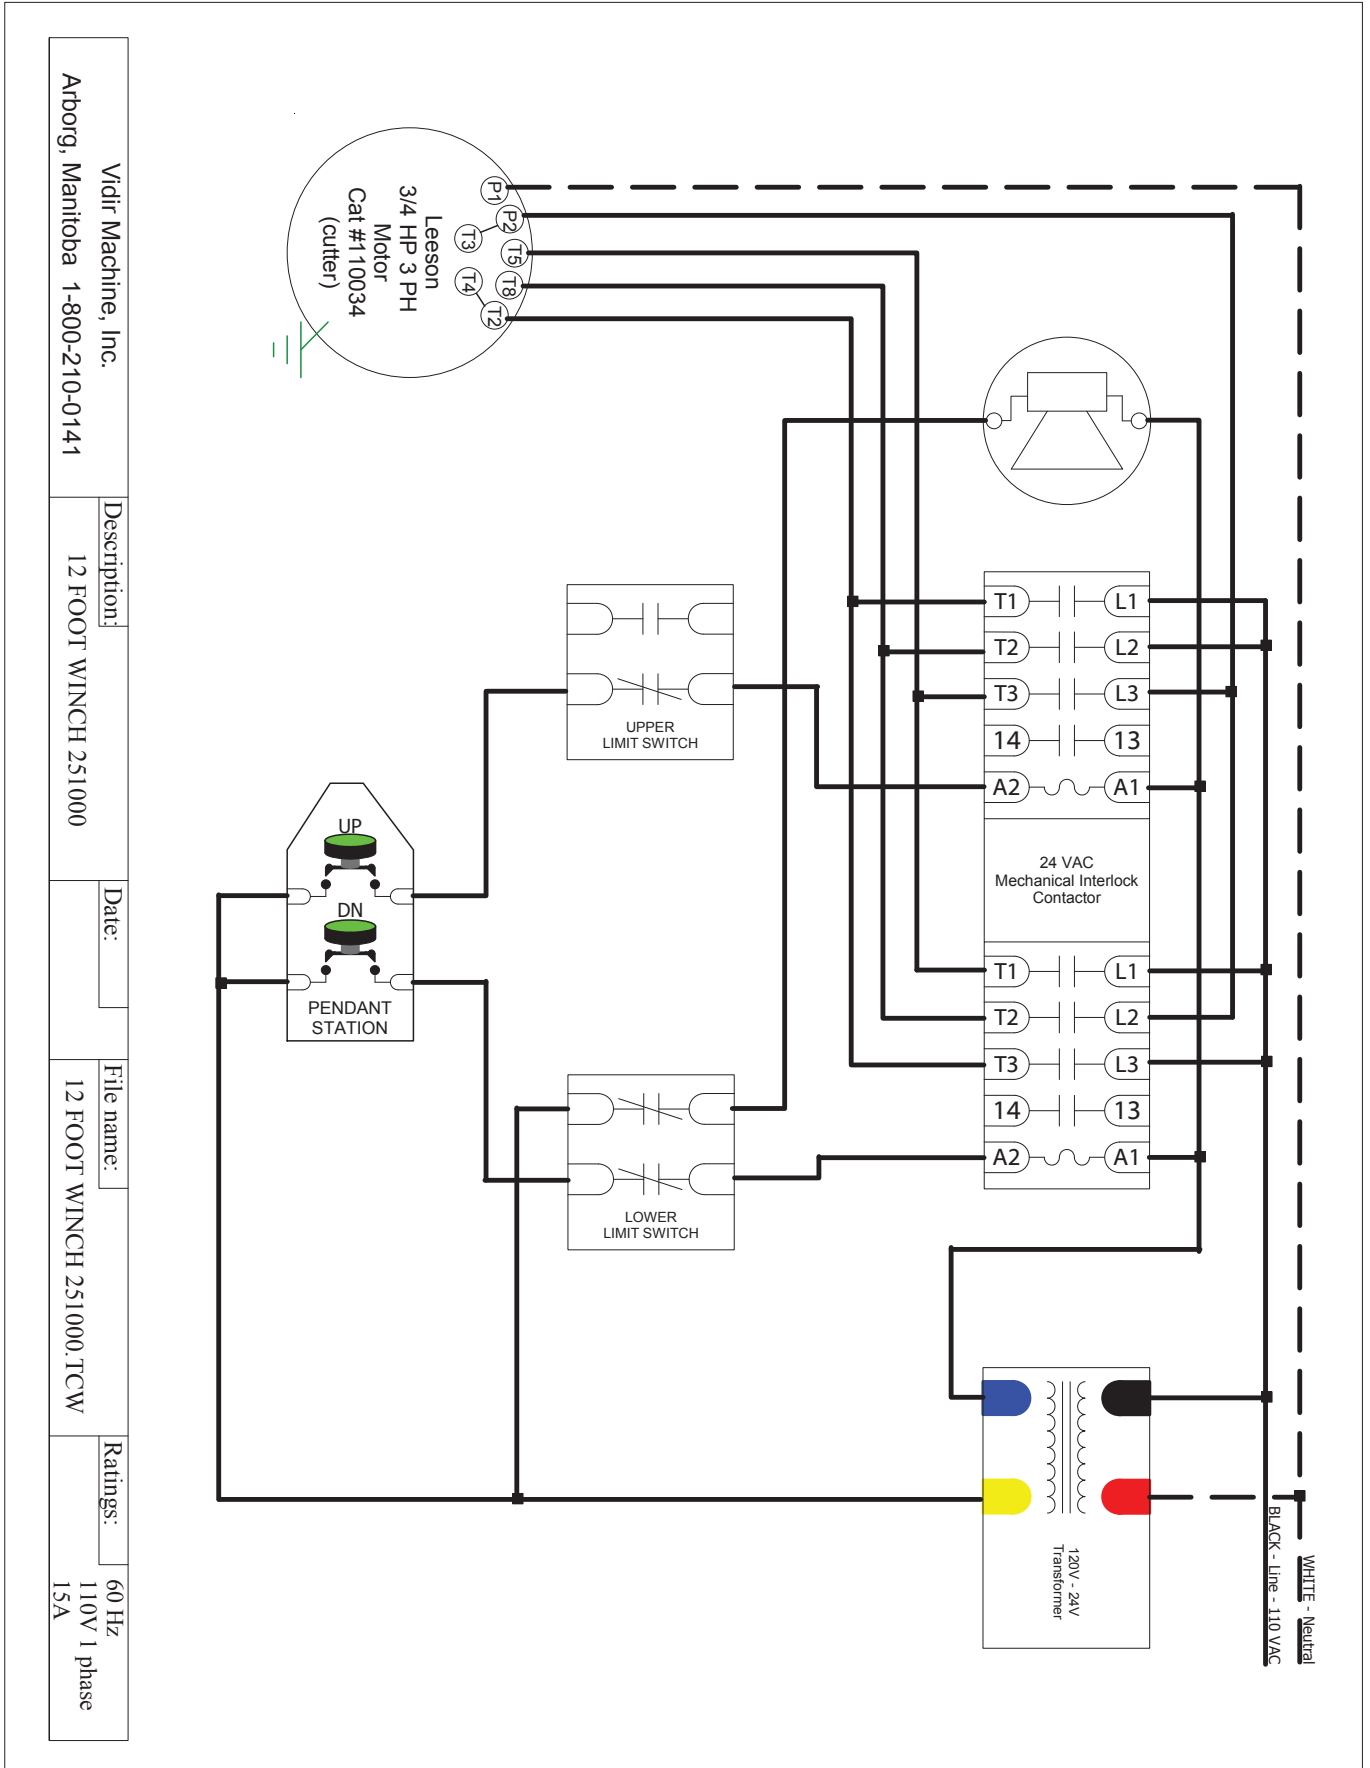 WHITE - Neutral
BLACK - Line - 110 VAC
P1
P2
T3
T5
T4
T8
T2
Leeson
3/4 HP 3 PH
Motor
Cat #110034
(cutter)
T1
L1
T2
L2
T3
L3
14
13
A2
A1
24 VAC
Mechanical Interlock
Contactor
T1
L1
T2
L2
T3
L3
14
13
A2
A1
UPPER
LIMIT SWITCH
UP
DN
PENDANT
STATION
LOWER
LIMIT SWITCH
120V - 24V
Transformer
Vidir Machine, Inc.
Arborg, Manitoba 1-800-210-0141
Description:
12 FOOT WINCH 251000
Date:
File name:
12 FOOT WINCH 251000.TCW
Ratings:
60 Hz
110V 1 phase
15A